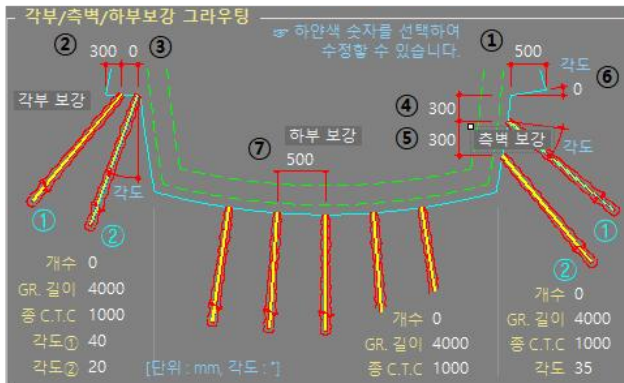 각부/측벽/하부보강 그라우팅
☞ 하얀색 숫자를 선택하여
수정할 수 있습니다.
② 300 0 ③
① 500
각도 ⑥
0
각부 보강
④ 300
⑤ 300
측벽 보강
하부 보강
⑦ 500
각도
각도
①
②
①
②
개수 0
GR. 길이 4000
종 C.T.C 1000
각도① 40
각도② 20
[단위 : mm, 각도 : °]
개수 0
GR. 길이 4000
종 C.T.C 1000
개수 0
GR. 길이 4000
종 C.T.C 1000
각도 35